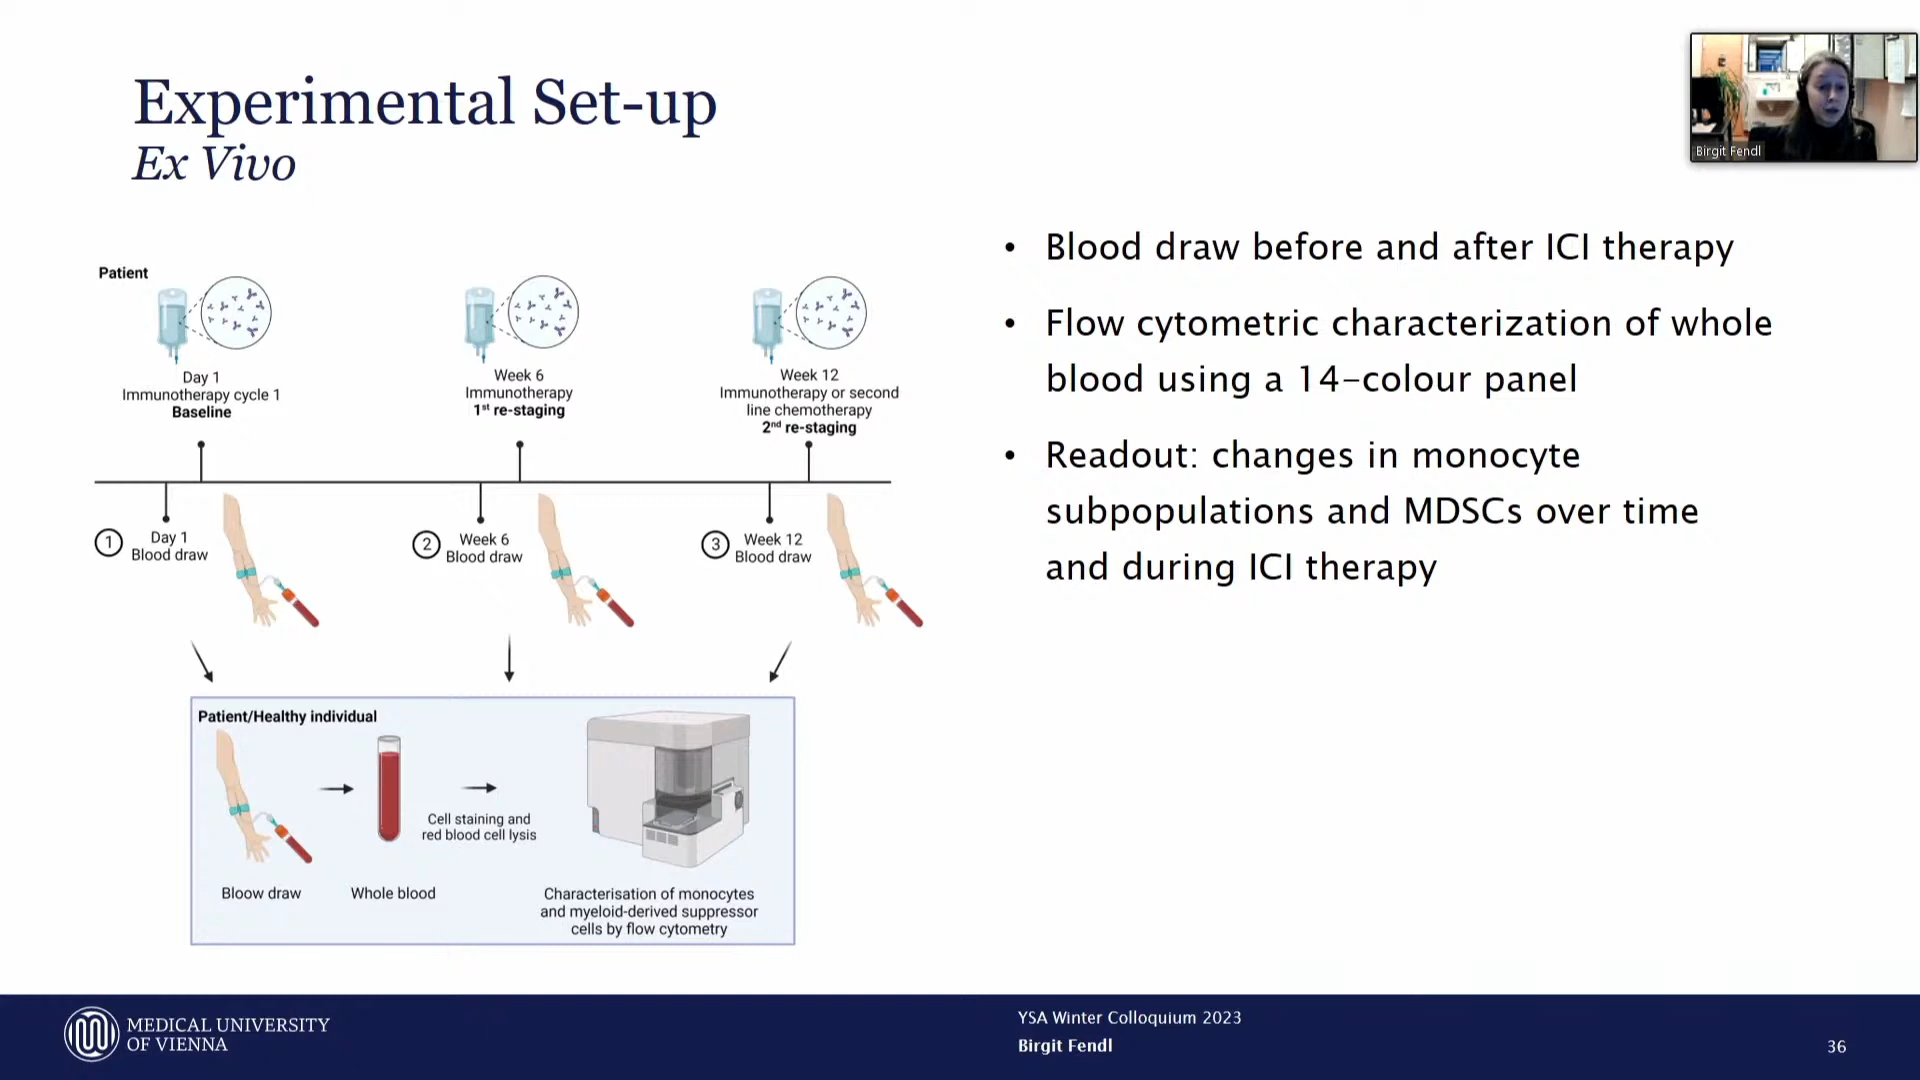 Experimental Set-up
Ex Vivo
Birgit Fendl
Patient
Day 1
Immunotherapy cycle 1
Baseline
Week 6
Immunotherapy
1st re-staging
Week 12
Immunotherapy or second
line chemotherapy
2nd re-staging
1
Day 1
Blood draw
2
Week 6
Blood draw
3
Week 12
Blood draw
Patient/Healthy individual
Cell staining and
red blood cell lysis
Bloow draw
Whole blood
Characterisation of monocytes
and myeloid-derived suppressor
cells by flow cytometry
• Blood draw before and after ICI therapy
• Flow cytometric characterization of whole
blood using a 14-colour panel
• Readout: changes in monocyte
subpopulations and MDSCs over time
and during ICI therapy
MEDICAL UNIVERSITY
OF VIENNA
YSA Winter Colloquium 2023
Birgit Fendl
36